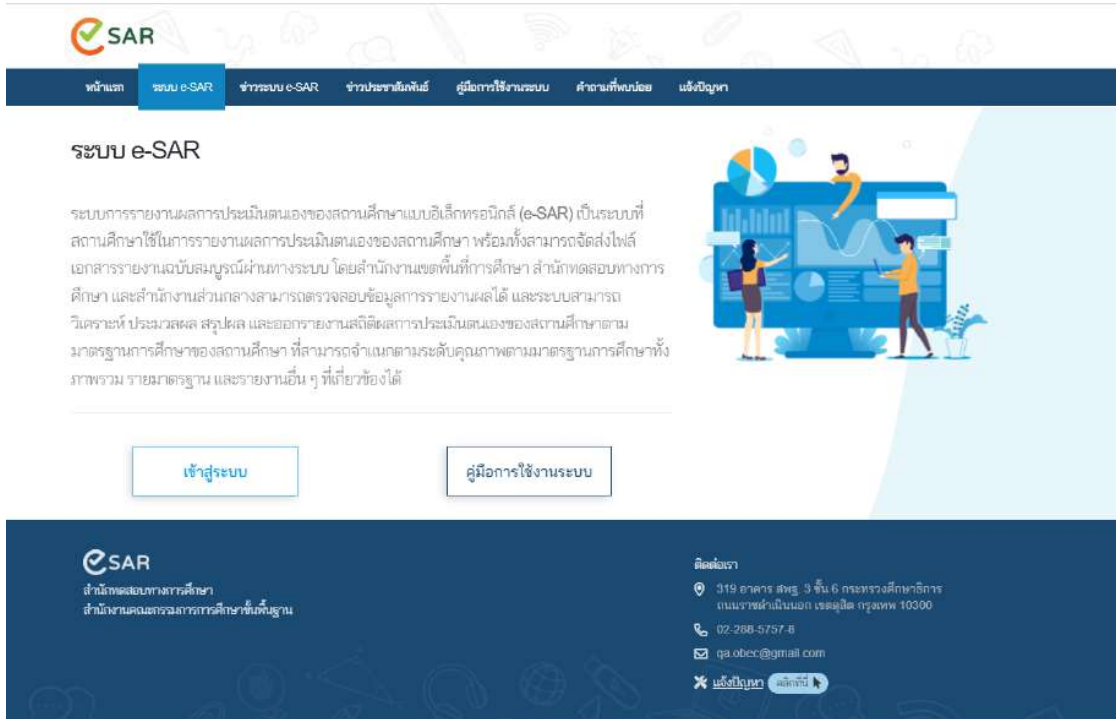 SAR
หน้าแรก ระบบ e-SAR ข่าวระบบ e-SAR ข่าวประชาสัมพันธ์ คู่มือการใช้งานระบบ คำถามที่พบบ่อย แจ้งปัญหา
ระบบ e-SAR
ระบบการรายงานผลการประเมินตนเองของสถานศึกษาแบบอิเล็กทรอนิกส์ (e-SAR) เป็นระบบที่
สถานศึกษาใช้ในการรายงานผลการประเมินตนเองของสถานศึกษา พร้อมทั้งสามารถจัดส่งไฟล์
เอกสารรายงานฉบับสมบูรณ์ผ่านทางระบบ โดยสำนักงานเขตพื้นที่การศึกษา สำนักทดสอบทางการ
ศึกษา และสำนักงานส่วนกลางสามารถตรวจสอบข้อมูลการรายงานผลได้ และระบบสามารถ
วิเคราะห์ ประมวลผล สรุปผล และออกรายงานสถิติผลการประเมินตนเองของสถานศึกษาตาม
มาตรฐานการศึกษาของสถานศึกษา ที่สามารถจำแนกตามระดับคุณภาพตามมาตรฐานการศึกษาทั้ง
ภาพรวม รายมาตรฐาน และรายงานอื่น ๆ ที่เกี่ยวข้องได้
เข้าสู่ระบบ คู่มือการใช้งานระบบ
SAR
สำนักทดสอบทางการศึกษา
สำนักงานคณะกรรมการการศึกษาขั้นพื้นฐาน
ติดต่อเรา
319 อาคาร สพฐ. 3 ชั้น 6 กระทรวงศึกษาธิการ
ถนนราชดำเนินนอก เขตดุสิต กรุงเทพ 10300
02-288-5757-8
qa.obec@gmail.com
แจ้งปัญหา คลิกที่นี่